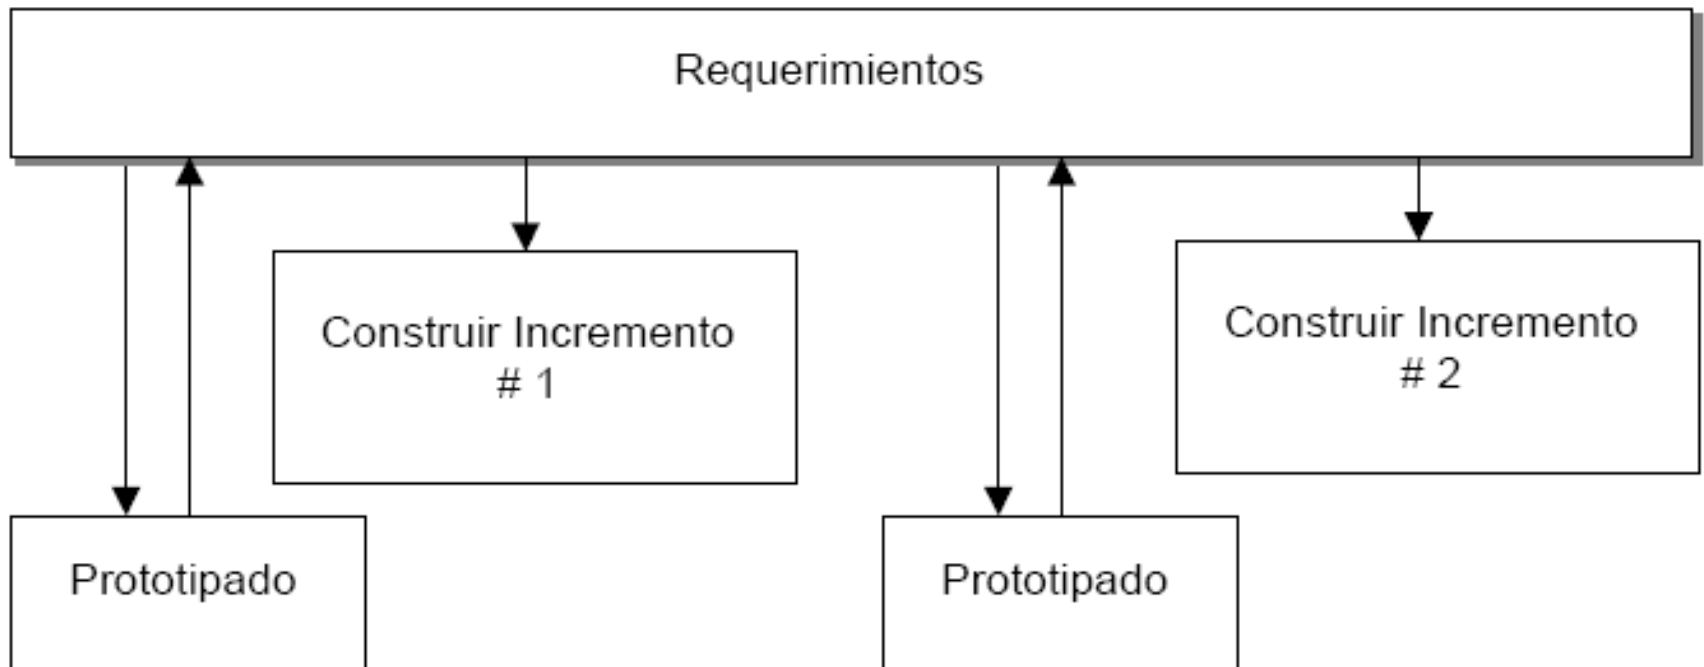 Requerimientos
Construir Incremento
# 1
Construir Incremento
# 2
Prototipado
Prototipado